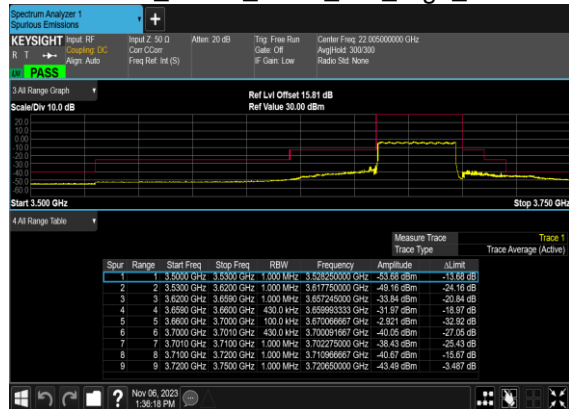 Spectrum Analyzer 1
Spurious Emissions
KEYSIGHT Input: RF Input Z: 50 Ω Atten: 20 dB Trig: Free Run Center Freq: 22.005000000 GHz
R T Coupling: DC Corr CCorr Gate: Off Avg|Hold: 300/300
Align: Auto Freq Ref: Int (S) IF Gain: Low Radio Std: None
PASS
3 All Range Graph
Ref Lvl Offset 15.81 dB
Scale/Div 10.0 dB Ref Value 30.00 dBm
20.0
10.0
0.00
-10.0
-20.0
-30.0
-40.0
-50.0
-60.0
Start 3.500 GHz Stop 3.750 GHz
4 All Range Table
Measure Trace Trace 1
Trace Type Trace Average (Active)
Spur Range Start Freq Stop Freq RBW Frequency Amplitude ΔLimit
1 1 3.5000 GHz 3.5300 GHz 1.000 MHz 3.528250000 GHz -53.68 dBm -13.68 dB
2 2 3.5300 GHz 3.6200 GHz 1.000 MHz 3.617750000 GHz -49.16 dBm -24.16 dB
3 3 3.6200 GHz 3.6590 GHz 1.000 MHz 3.657245000 GHz -33.84 dBm -20.84 dB
4 4 3.6590 GHz 3.6600 GHz 430.0 kHz 3.659993333 GHz -31.97 dBm -18.97 dB
5 5 3.6600 GHz 3.7000 GHz 100.0 kHz 3.670066667 GHz -2.921 dBm -32.92 dB
6 6 3.7000 GHz 3.7010 GHz 430.0 kHz 3.700091667 GHz -40.05 dBm -27.05 dB
7 7 3.7010 GHz 3.7100 GHz 1.000 MHz 3.702275000 GHz -38.43 dBm -25.43 dB
8 8 3.7100 GHz 3.7200 GHz 1.000 MHz 3.710966667 GHz -40.67 dBm -15.67 dB
9 9 3.7200 GHz 3.7500 GHz 1.000 MHz 3.720650000 GHz -43.49 dBm -3.487 dB
Nov 06, 2023
1:36:18 PM